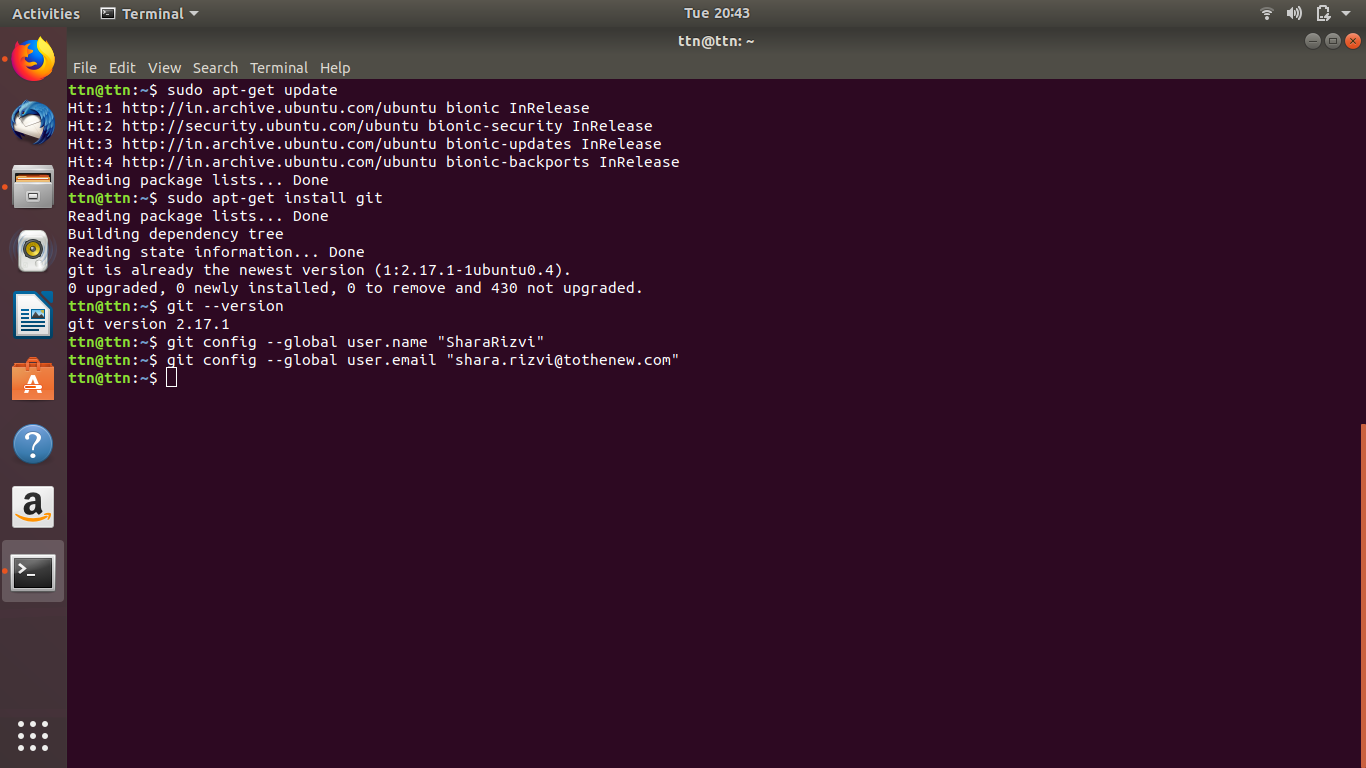 Activities Terminal Tue 20:43
ttn@ttn: ~
File Edit View Search Terminal Help
ttn@ttn:~$ sudo apt-get update
Hit:1 http://in.archive.ubuntu.com/ubuntu bionic InRelease
Hit:2 http://security.ubuntu.com/ubuntu bionic-security InRelease
Hit:3 http://in.archive.ubuntu.com/ubuntu bionic-updates InRelease
Hit:4 http://in.archive.ubuntu.com/ubuntu bionic-backports InRelease
Reading package lists... Done
ttn@ttn:~$ sudo apt-get install git
Reading package lists... Done
Building dependency tree
Reading state information... Done
git is already the newest version (1:2.17.1-1ubuntu0.4).
0 upgraded, 0 newly installed, 0 to remove and 430 not upgraded.
ttn@ttn:~$ git --version
git version 2.17.1
ttn@ttn:~$ git config --global user.name "SharaRizvi"
ttn@ttn:~$ git config --global user.email "shara.rizvi@tothenew.com"
ttn@ttn:~$